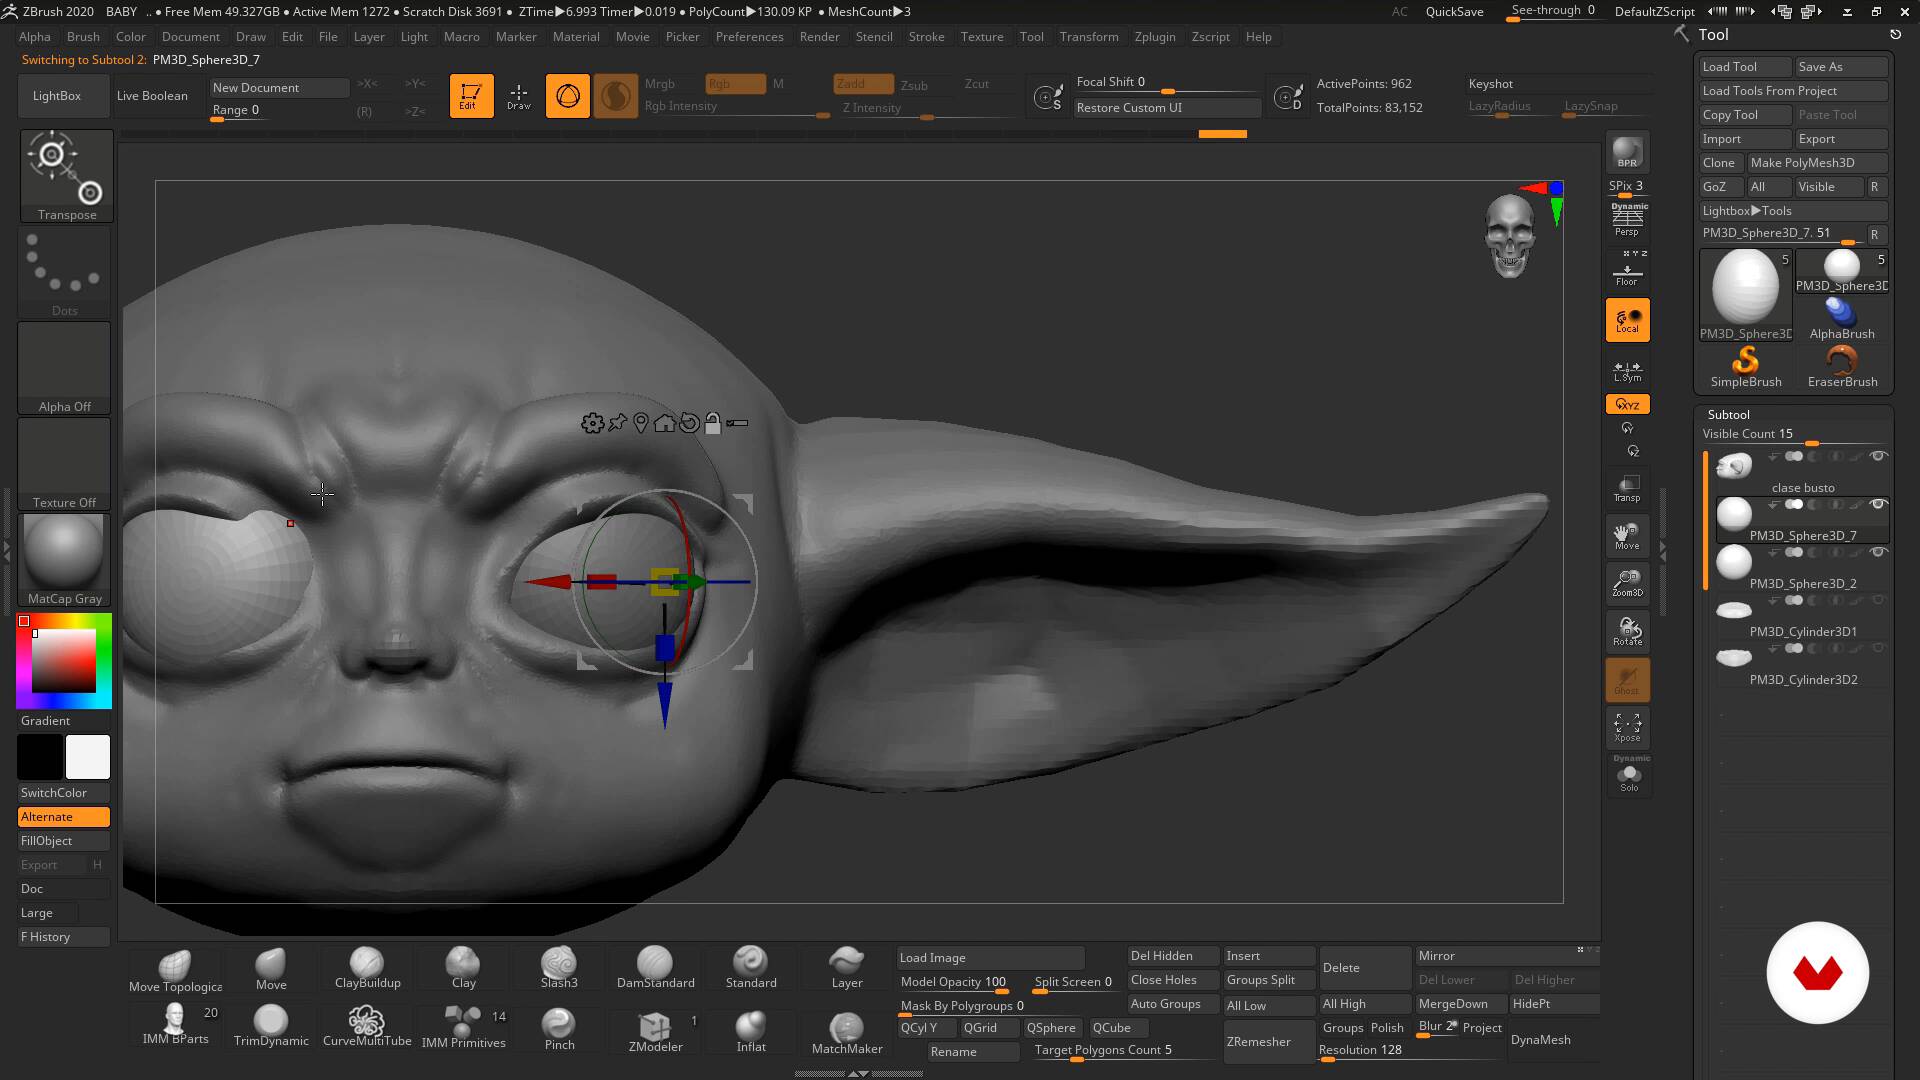 ZBrush 2020 BABY .. • Free Mem 49.327GB • Active Mem 1272 • Scratch Disk 3691 • ZTime▶6.993 Timer▶0.019 • PolyCount▶130.09 KP • MeshCount▶3 AC QuickSave See-through 0 DefaultZScript
Alpha Brush Color Document Draw Edit File Layer Light Macro Marker Material Movie Picker Preferences Render Stencil Stroke Texture Tool Transform Zplugin Zscript Help
Switching to Subtool 2: PM3D_Sphere3D_7
LightBox
Live Boolean
New Document
Range 0
>X< >Y<
(R) >Z<
Edit
Draw
Mrgb Rgb M
Rgb Intensity
Zadd Zsub Zcut
Z Intensity
S
Focal Shift 0
Restore Custom UI
D
ActivePoints: 962
TotalPoints: 83,152
Keyshot
LazyRadius LazySnap
Transpose
Dots
Alpha Off
Texture Off
MatCap Gray
Gradient
SwitchColor
Alternate
FillObject
Export H
Doc
Large
F History
BPR
SPix 3
Dynamic
Persp
X Y Z
Floor
Local
L.Sym
XYZ
Y
Z
Transp
Move
Zoom3D
Rotate
Ghost
Xpose
Dynamic
Solo
Tool
Load Tool Save As
Load Tools From Project
Copy Tool Paste Tool
Import Export
Clone Make PolyMesh3D
GoZ All Visible R
Lightbox▶Tools
PM3D_Sphere3D_7. 51 R
5 5
PM3D_Sphere3D
PM3D_Sphere3D
AlphaBrush
SimpleBrush EraserBrush
Subtool
Visible Count 15
clase busto
PM3D_Sphere3D_7
PM3D_Sphere3D_2
PM3D_Cylinder3D1
PM3D_Cylinder3D2
Move Topologica Move ClayBuildup Clay Slash3 DamStandard Standard Layer
20 14 1
IMM BParts TrimDynamic CurveMultiTube IMM Primitives Pinch ZModeler Inflat MatchMaker
Load Image
Model Opacity 100 Split Screen 0
Mask By Polygroups 0
QCyl Y QGrid QSphere QCube
Rename Target Polygons Count 5
Del Hidden Insert
Close Holes Groups Split
Auto Groups All Low
ZRemesher
Delete Mirror
Del Lower Del Higher
All High MergeDown HidePt
Groups Polish Blur 2 Project
Resolution 128 DynaMesh